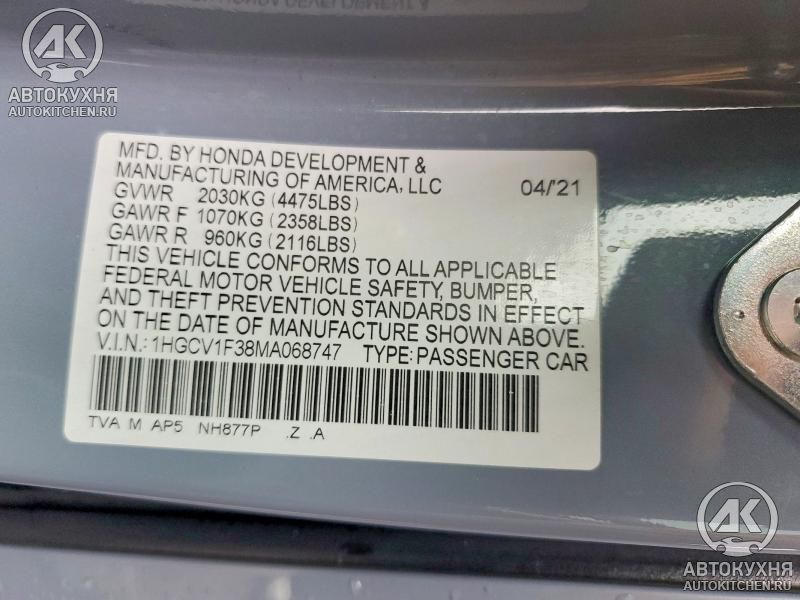 AK
АВТОКУХНЯ
AUTOKITCHEN.RU
MFD. BY HONDA DEVELOPMENT &
MANUFACTURING OF AMERICA, LLC 04/'21
GVWR 2030KG (4475LBS)
GAWR F 1070KG (2358LBS)
GAWR R 960KG (2116LBS)
THIS VEHICLE CONFORMS TO ALL APPLICABLE
FEDERAL MOTOR VEHICLE SAFETY, BUMPER,
AND THEFT PREVENTION STANDARDS IN EFFECT
ON THE DATE OF MANUFACTURE SHOWN ABOVE.
V.I.N.: 1HGCV1F38MA068747 TYPE: PASSENGER CAR
TVA M AP5 NH877P .Z .A
AK
АВТОКУХНЯ
AUTOKITCHEN.RU